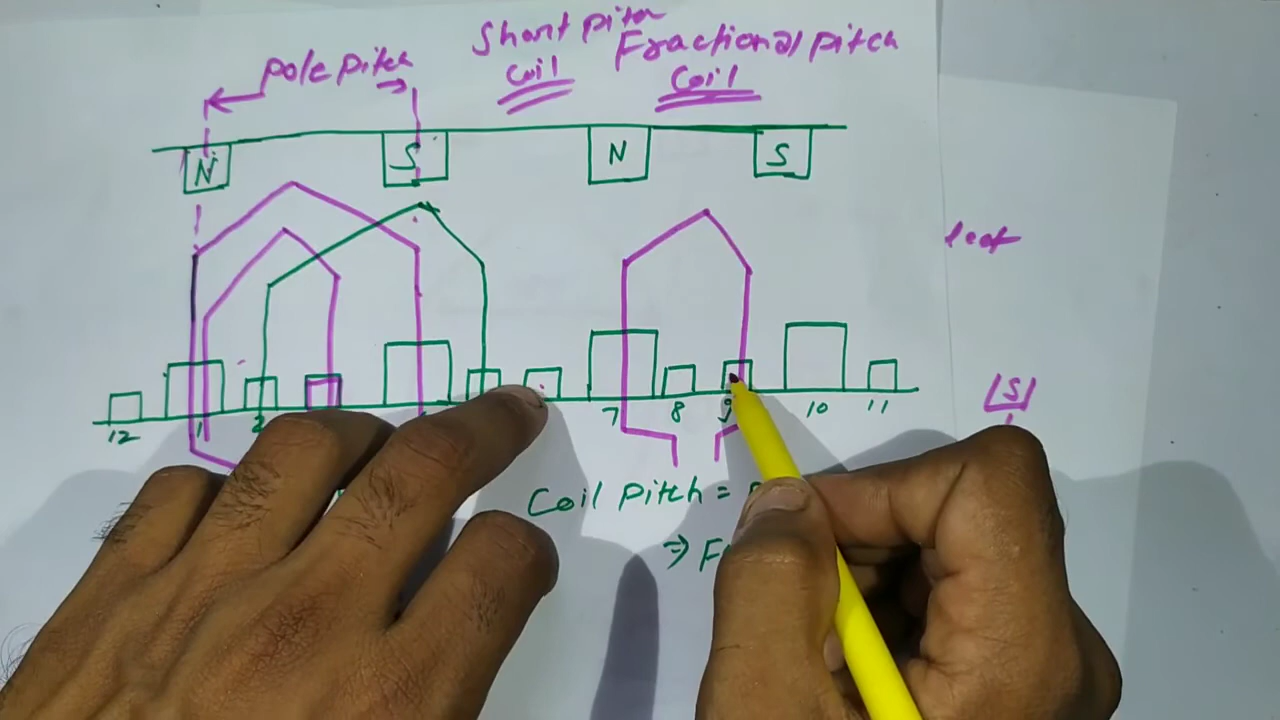 Short pitch Fractional pitch
coil coil
pole pitch
N S N S
12 1 2 7 8 9 10 11
[S]
Coil Pitch =
⇒ F